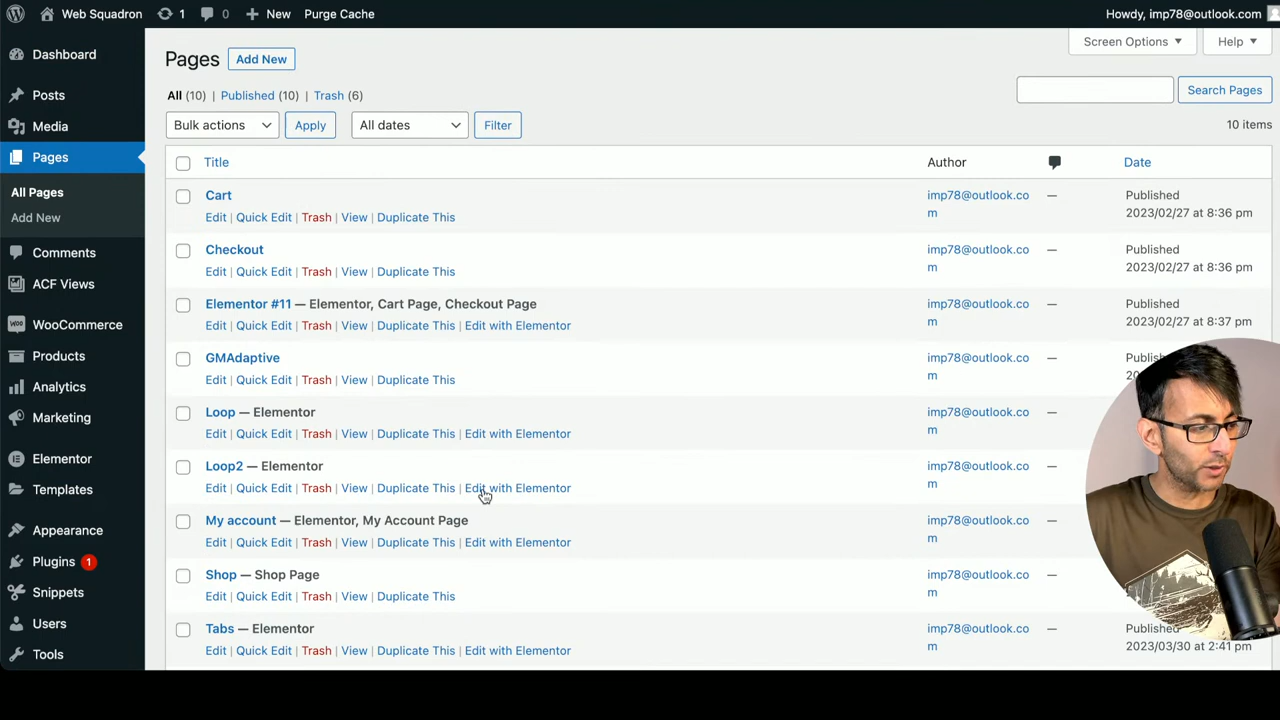 Web Squadron 1 0 New Purge Cache Howdy, imp78@outlook.com
Screen Options Help
Dashboard
Posts
Media
Pages
All Pages
Add New
Comments
ACF Views
WooCommerce
Products
Analytics
Marketing
Elementor
Templates
Appearance
Plugins 1
Snippets
Users
Tools
Pages Add New
All (10) | Published (10) | Trash (6)
Search Pages
Bulk actions Apply All dates Filter 10 items
Title Author Date
Cart imp78@outlook.co — Published
Edit | Quick Edit | Trash | View | Duplicate This m 2023/02/27 at 8:36 pm
Checkout imp78@outlook.co — Published
Edit | Quick Edit | Trash | View | Duplicate This m 2023/02/27 at 8:36 pm
Elementor #11 — Elementor, Cart Page, Checkout Page imp78@outlook.co — Published
Edit | Quick Edit | Trash | View | Duplicate This | Edit with Elementor m 2023/02/27 at 8:37 pm
GMAdaptive imp78@outlook.co —
Edit | Quick Edit | Trash | View | Duplicate This m
Loop — Elementor imp78@outlook.co —
Edit | Quick Edit | Trash | View | Duplicate This | Edit with Elementor m
Loop2 — Elementor imp78@outlook.co —
Edit | Quick Edit | Trash | View | Duplicate This | Edit with Elementor m
My account — Elementor, My Account Page imp78@outlook.co —
Edit | Quick Edit | Trash | View | Duplicate This | Edit with Elementor m
Shop — Shop Page imp78@outlook.co —
Edit | Quick Edit | Trash | View | Duplicate This m
Tabs — Elementor imp78@outlook.co —
Edit | Quick Edit | Trash | View | Duplicate This | Edit with Elementor m 2023/03/30 at 2:41 pm